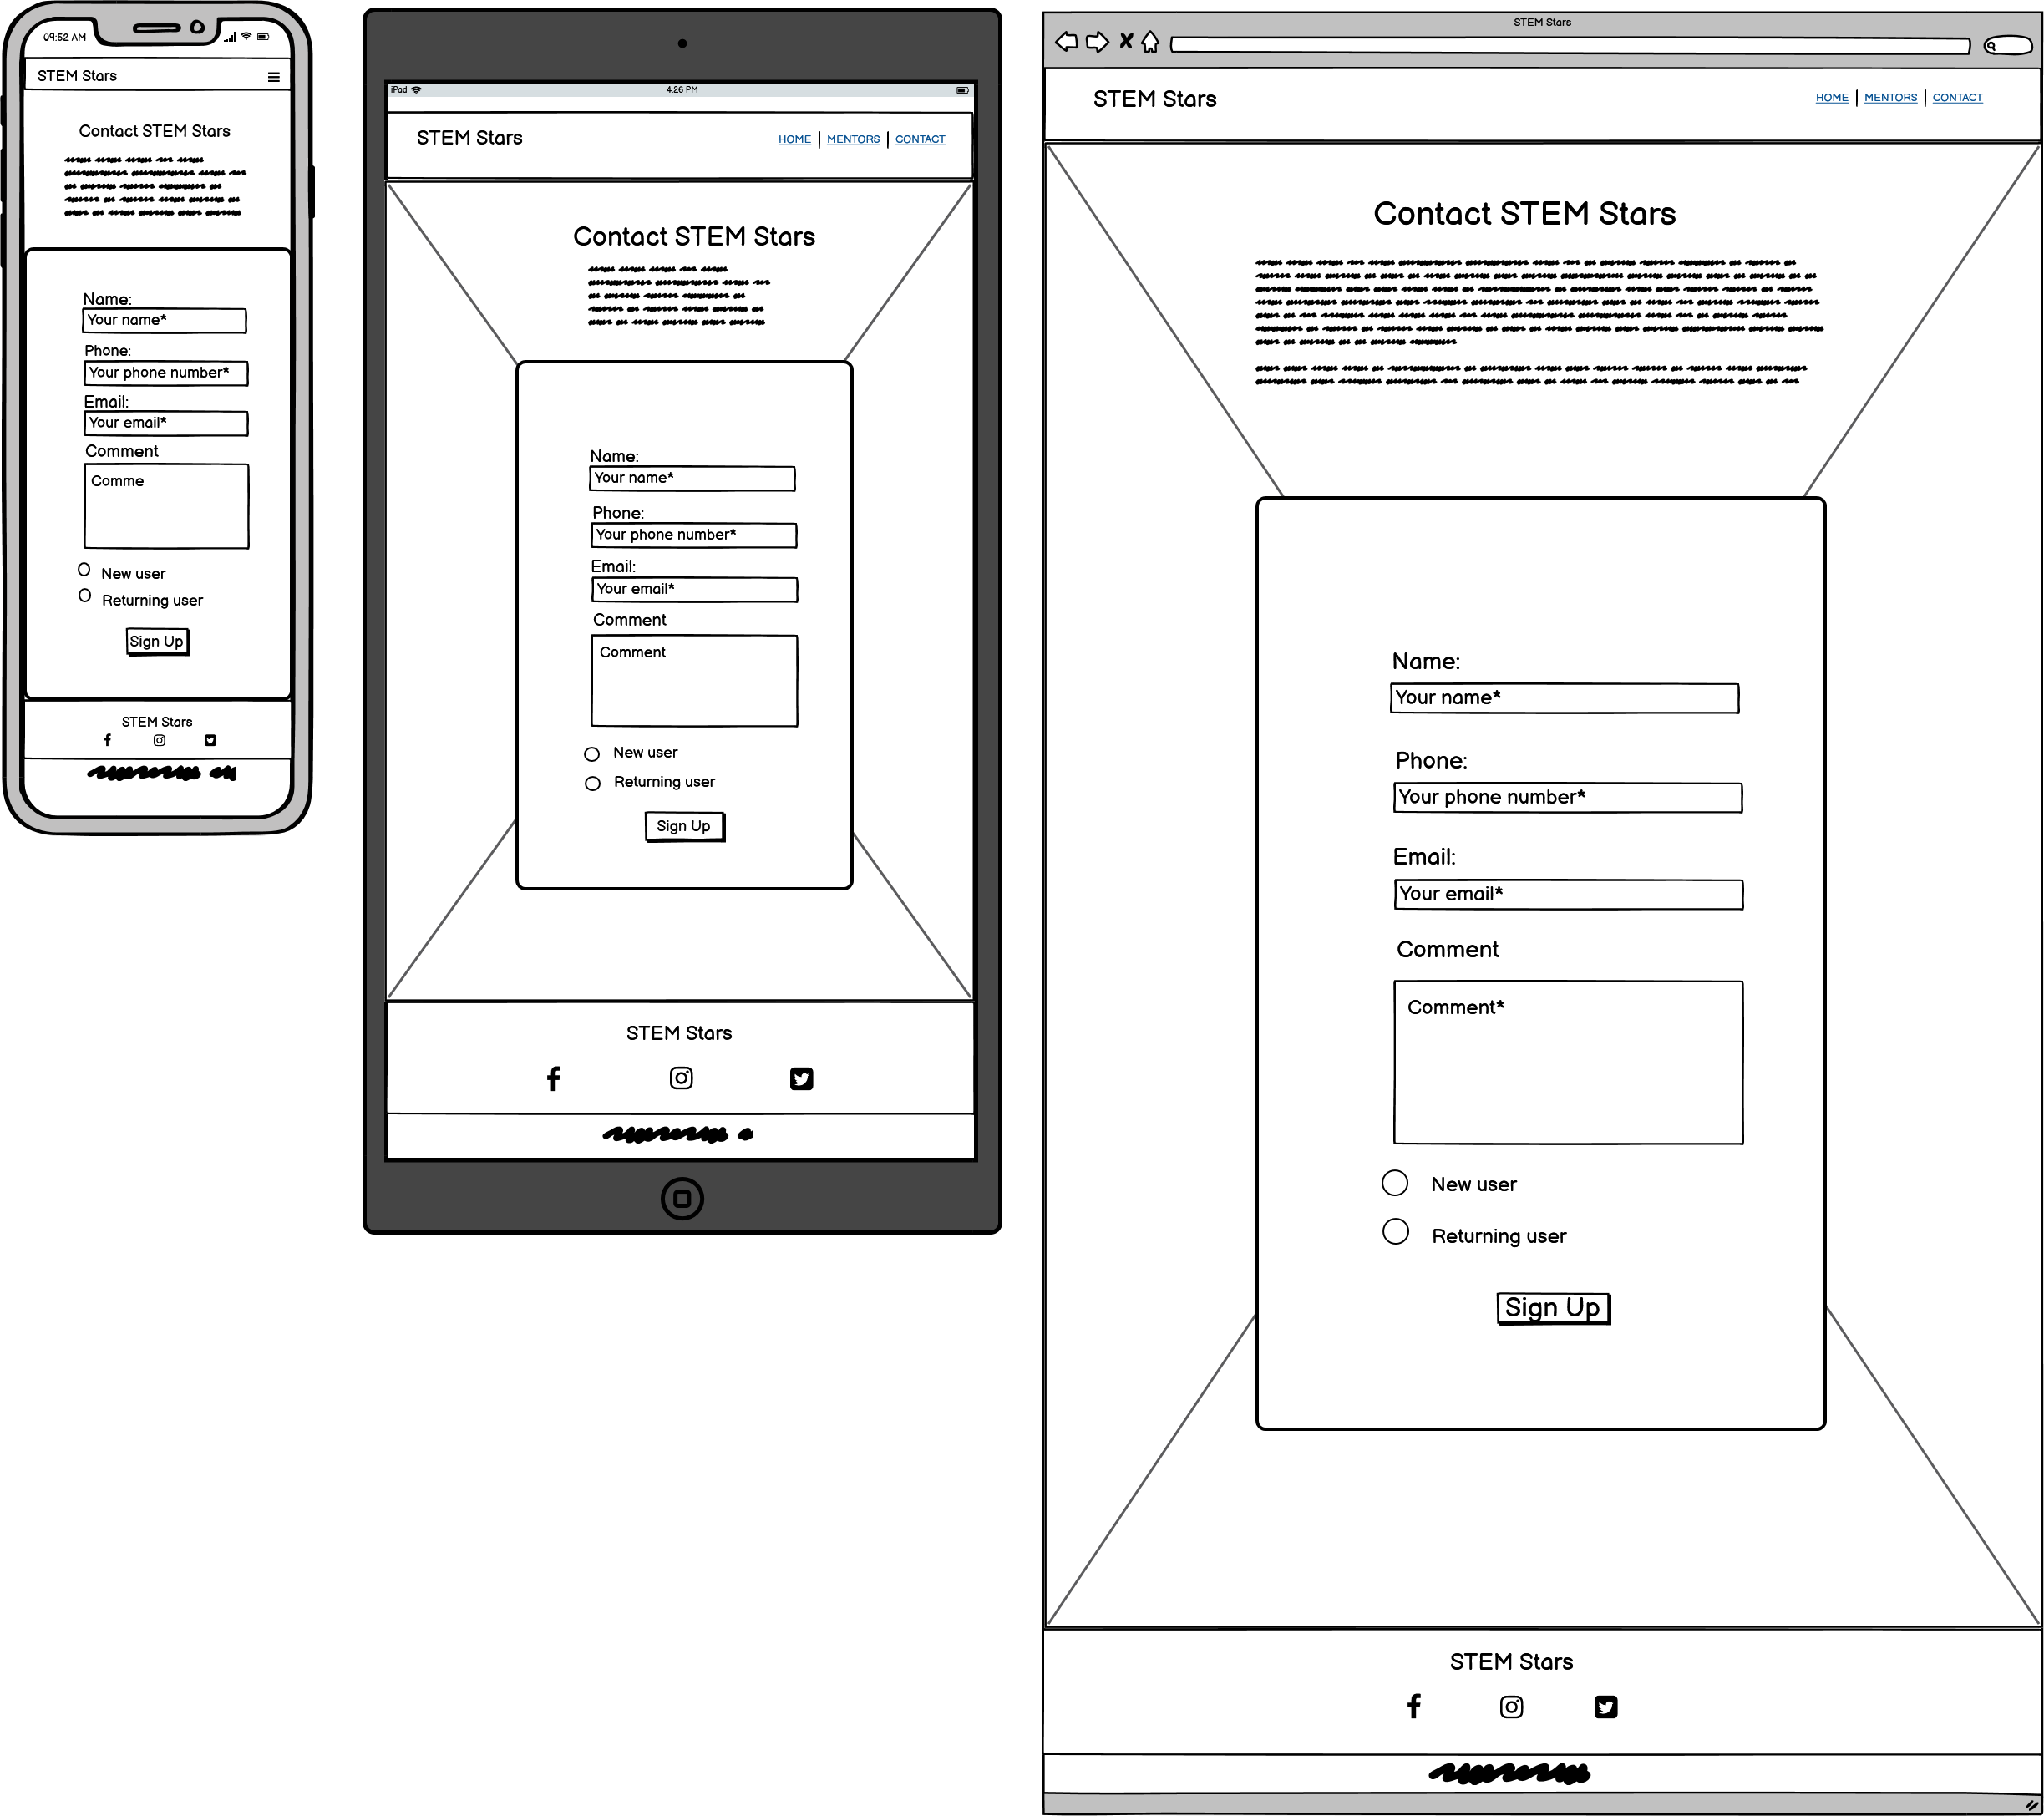 09:52 AM
STEM Stars
Contact STEM Stars
Name:
Your name*
Phone:
Your phone number*
Email:
Your email*
Comment
Comme
New user
Returning user
Sign Up
STEM Stars
iPad
4:26 PM
STEM Stars
HOME | MENTORS | CONTACT
Contact STEM Stars
Name:
Your name*
Phone:
Your phone number*
Email:
Your email*
Comment
Comment
New user
Returning user
Sign Up
STEM Stars
STEM Stars
STEM Stars
HOME | MENTORS | CONTACT
Contact STEM Stars
Name:
Your name*
Phone:
Your phone number*
Email:
Your email*
Comment
Comment*
New user
Returning user
Sign Up
STEM Stars